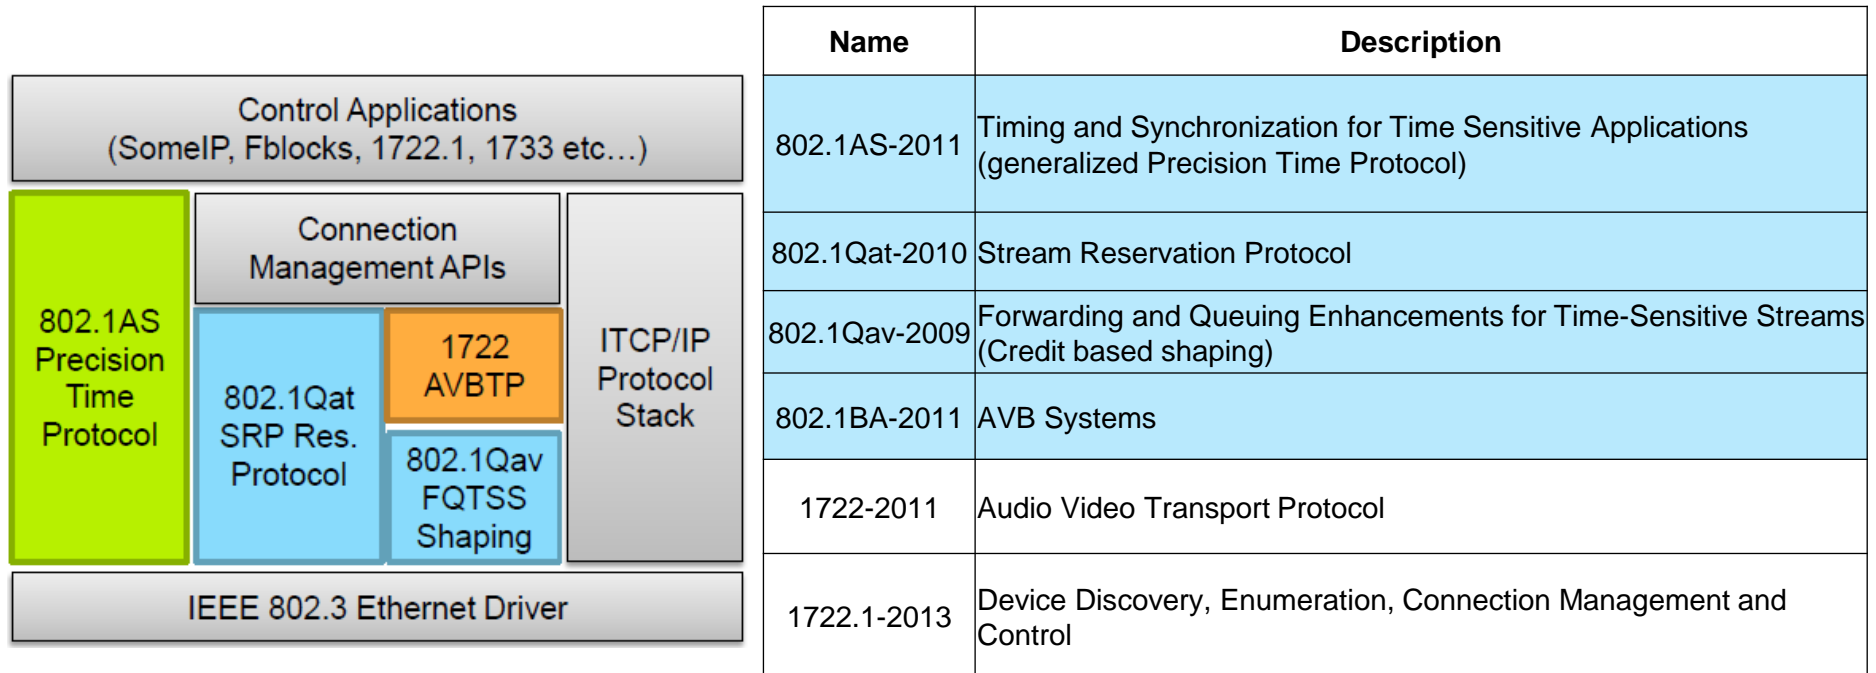 Control Applications
(SomeIP, Fblocks, 1722.1, 1733 etc…)
802.1AS
Precision
Time
Protocol
Connection
Management APIs
802.1Qat
SRP Res.
Protocol
1722
AVBTP
802.1Qav
FQTSS
Shaping
ITCP/IP
Protocol
Stack
IEEE 802.3 Ethernet Driver
Name Description
802.1AS-2011 Timing and Synchronization for Time Sensitive Applications
(generalized Precision Time Protocol)
802.1Qat-2010 Stream Reservation Protocol
802.1Qav-2009 Forwarding and Queuing Enhancements for Time-Sensitive Streams
(Credit based shaping)
802.1BA-2011 AVB Systems
1722-2011 Audio Video Transport Protocol
1722.1-2013 Device Discovery, Enumeration, Connection Management and
Control